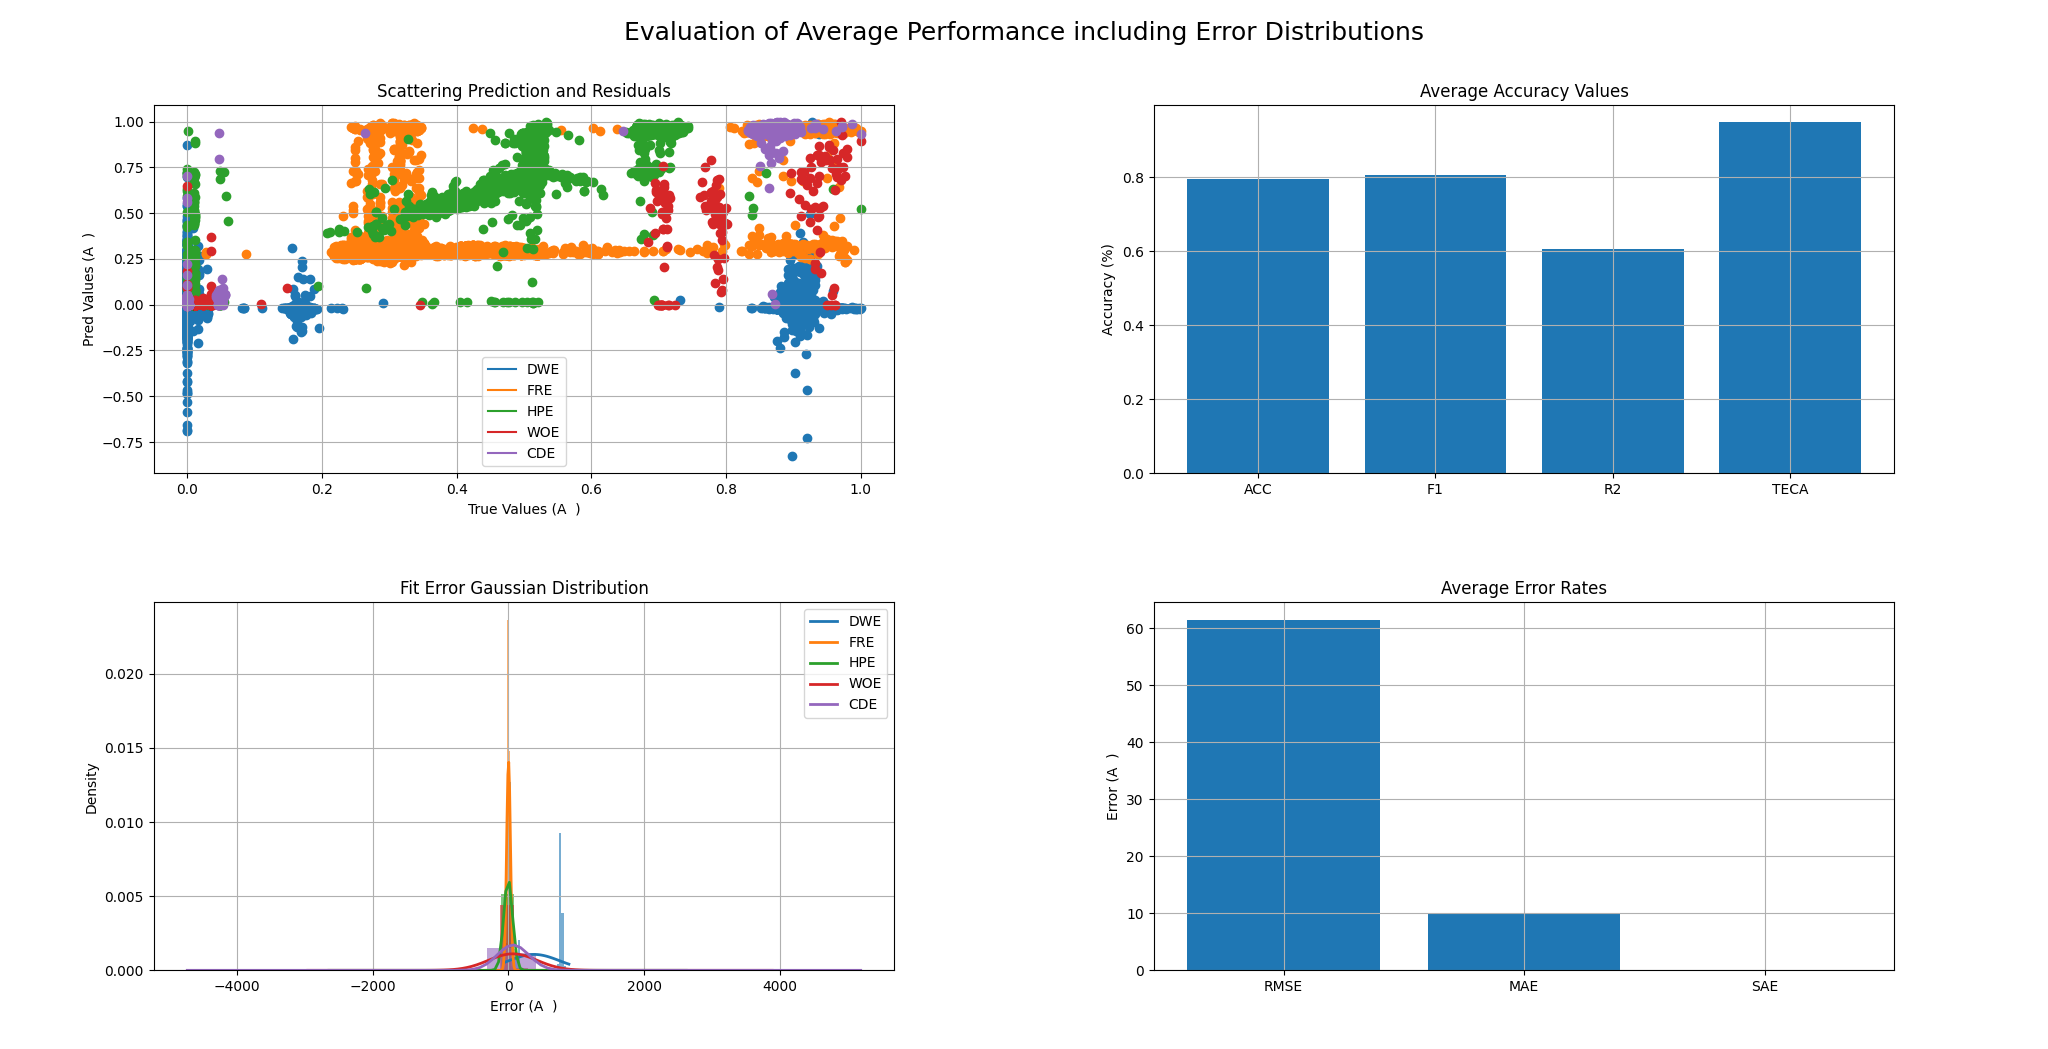 Evaluation of Average Performance including Error Distributions
Scattering Prediction and Residuals
1.00
0.75
0.50
0.25
0.00
−0.25
−0.50
−0.75
Pred Values (A  )
DWE
FRE
HPE
WOE
CDE
0.0 0.2 0.4 0.6 0.8 1.0
True Values (A  )
Average Accuracy Values
0.8
0.6
0.4
0.2
0.0
Accuracy (%)
ACC F1 R2 TECA
Fit Error Gaussian Distribution
0.020
0.015
0.010
0.005
0.000
Density
DWE
FRE
HPE
WOE
CDE
−4000 −2000 0 2000 4000
Error (A  )
Average Error Rates
60
50
40
30
20
10
0
Error (A  )
RMSE MAE SAE